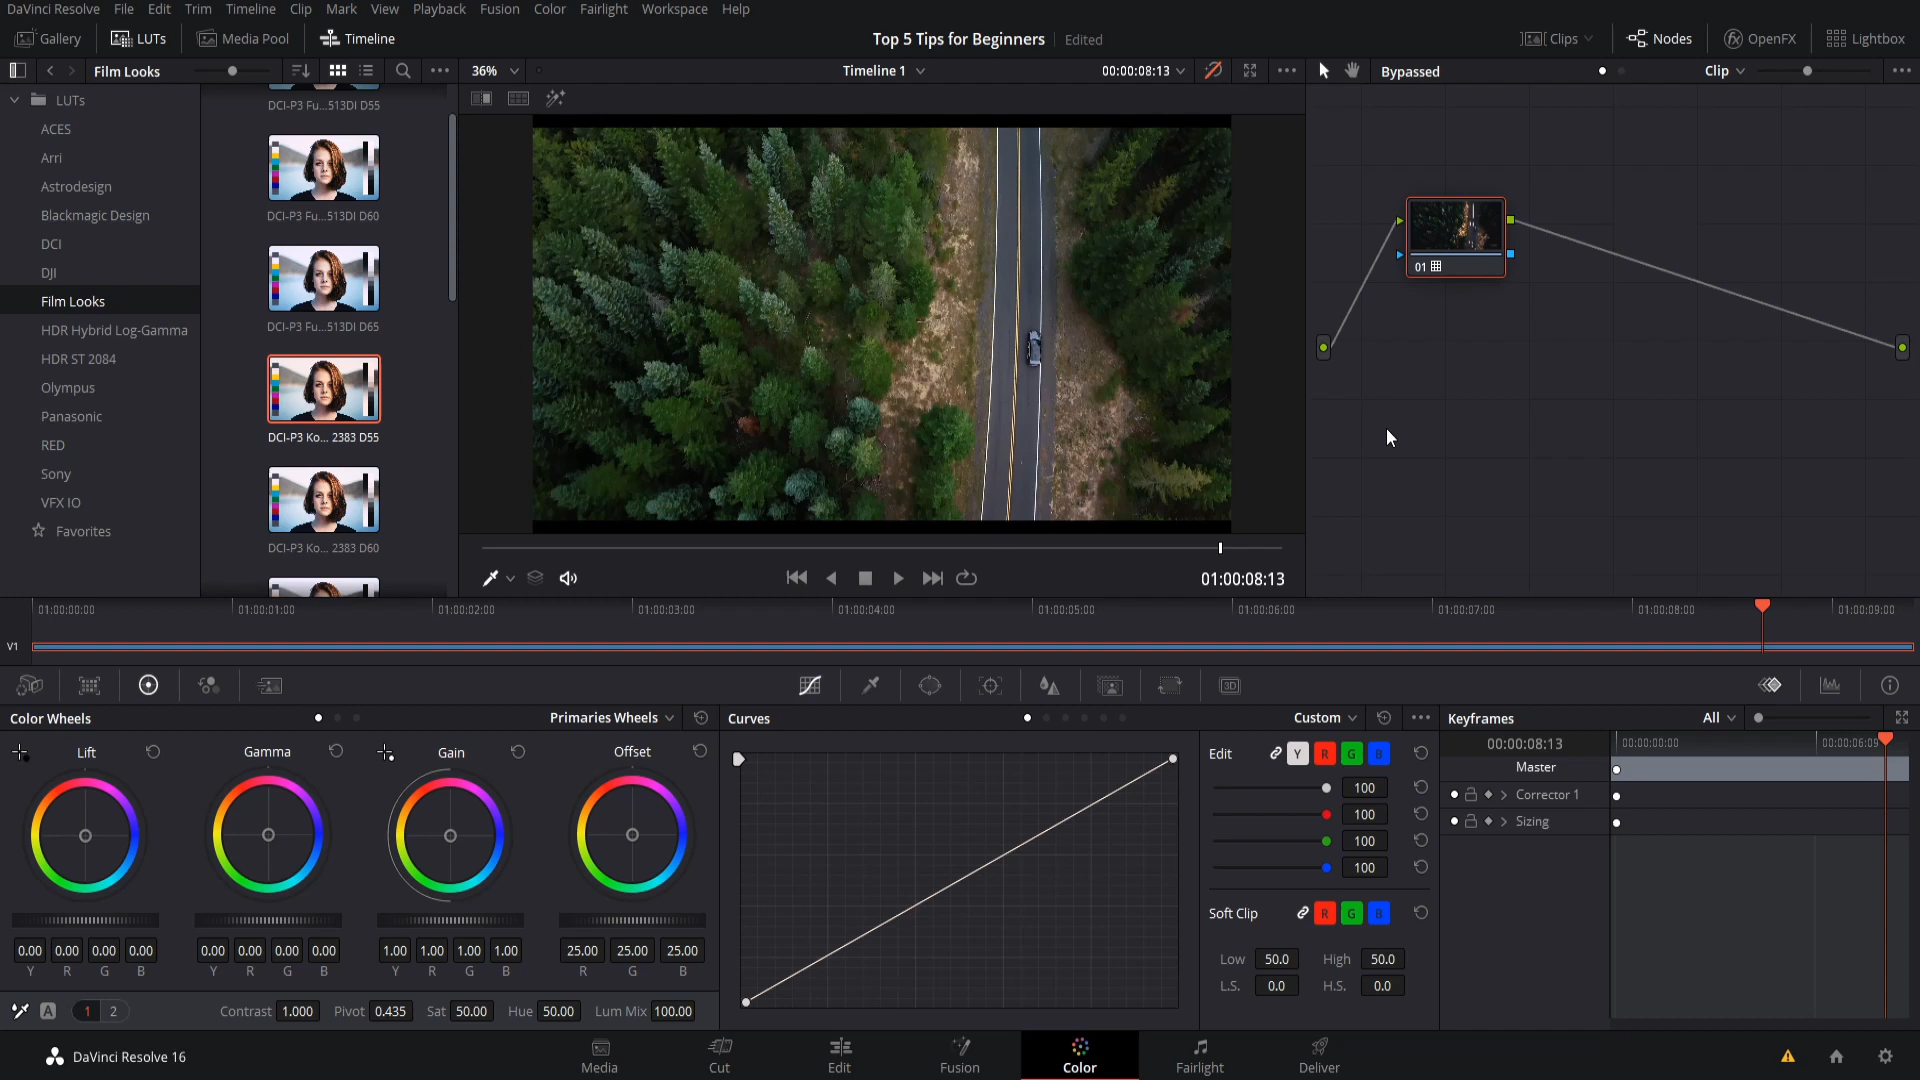 DaVinci Resolve File Edit Trim Timeline Clip Mark View Playback Fusion Color Fairlight Workspace Help
Gallery LUTs Media Pool Timeline Top 5 Tips for Beginners Edited Clips Nodes OpenFX Lightbox
Film Looks 36% Timeline 1 00:00:08:13 Bypassed Clip
LUTs
ACES
Arri
Astrodesign
Blackmagic Design
DCI
DJI
Film Looks
HDR Hybrid Log-Gamma
HDR ST 2084
Olympus
Panasonic
RED
Sony
VFX IO
Favorites
DCI-P3 Fu...513DI D55
DCI-P3 Fu...513DI D60
DCI-P3 Fu...513DI D65
DCI-P3 Ko... 2383 D55
DCI-P3 Ko... 2383 D60
01:00:08:13
01
01:00:00:00 01:00:01:00 01:00:02:00 01:00:03:00 01:00:04:00 01:00:05:00 01:00:06:00 01:00:07:00 01:00:08:00 01:00:09:00
V1
3D
Color Wheels Primaries Wheels
Lift Gamma Gain Offset
0.00 0.00 0.00 0.00 0.00 0.00 0.00 0.00 1.00 1.00 1.00 1.00 25.00 25.00 25.00
Y R G B Y R G B Y R G B R G B
A 1 2 Contrast 1.000 Pivot 0.435 Sat 50.00 Hue 50.00 Lum Mix 100.00
Curves Custom
Edit Y R G B
100
100
100
100
Soft Clip R G B
Low 50.0 High 50.0
L.S. 0.0 H.S. 0.0
Keyframes All
00:00:08:13 00:00:00:00 00:00:06:09
Master
Corrector 1
Sizing
DaVinci Resolve 16 Media Cut Edit Fusion Color Fairlight Deliver